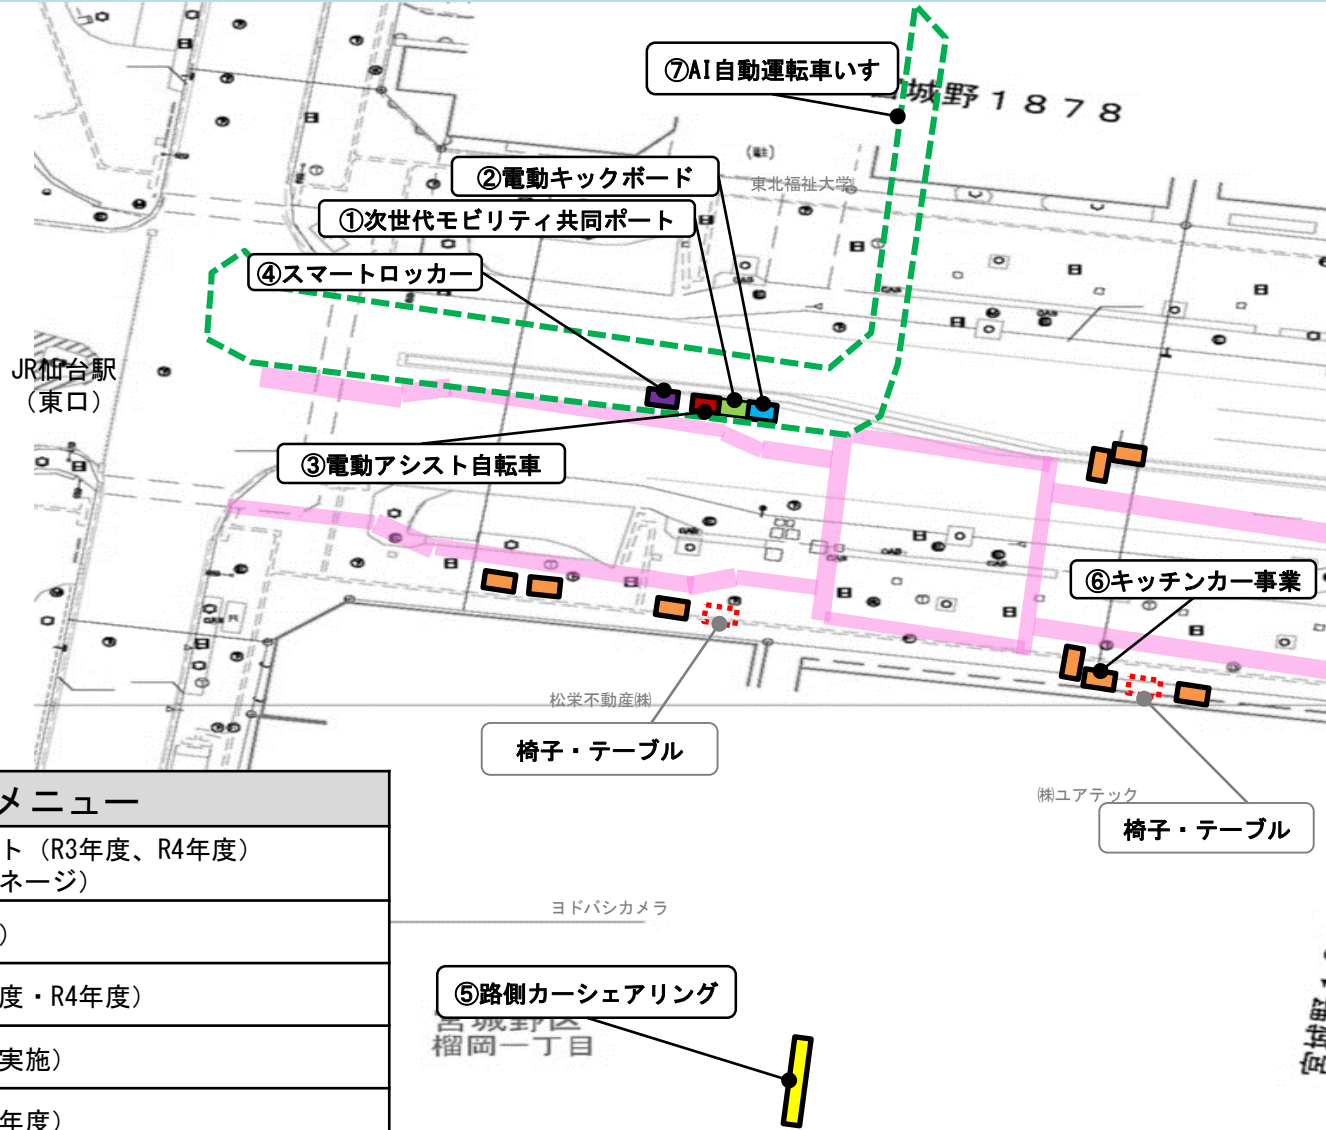 ⑦AI自動運転車いす
城野1878
(駐)
②電動キックボード
東北福祉大学
①次世代モビリティ共同ポート
④スマートロッカー
JR仙台駅
（東口）
③電動アシスト自転車
⑥キッチンカー事業
松栄不動産㈱
椅子・テーブル
㈱ユアテック
椅子・テーブル
メニュー
ト（R3年度、R4年度）
ネージ）
）
度・R4年度）
実施）
年度）
ヨドバシカメラ
⑤路側カーシェアリング
宮城野区
榴岡一丁目
宮城野